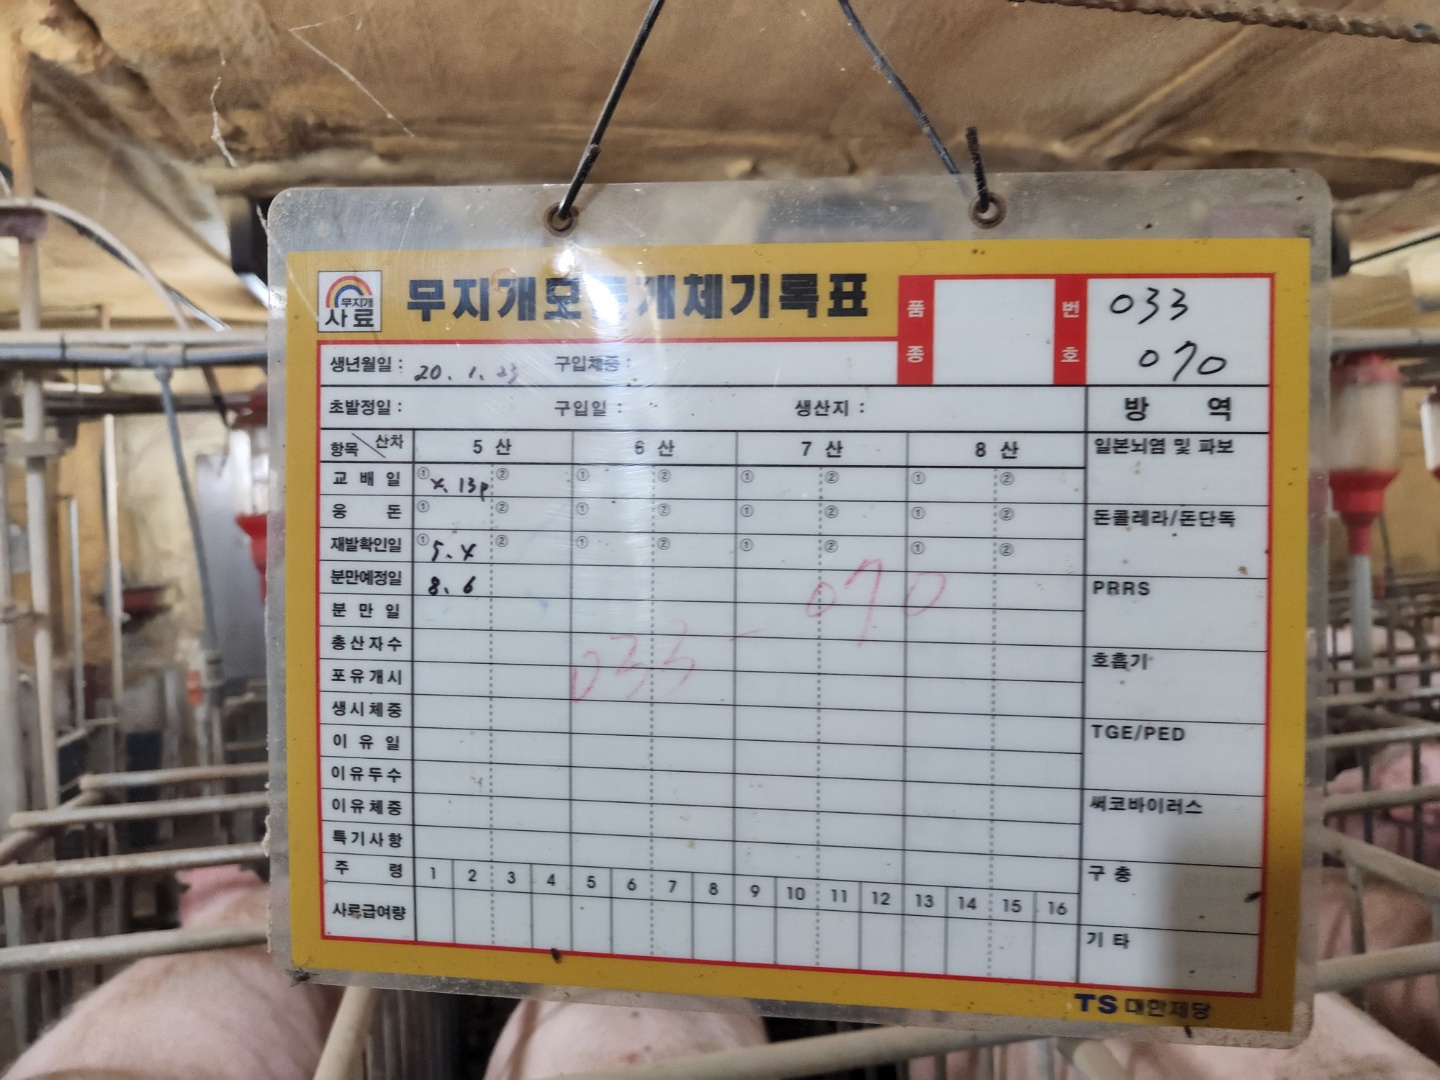 무지개
사료
무지개모돈개체기록표
품종
번호
033
070
생년월일 : 20. 1. 23 구입체중 :
초발정일 : 구입일 : 생산지 :
방 역
항목 산차 5 산 6 산 7 산 8 산
일본뇌염 및 파보
교 배 일 ① 4. 13p ② ① ② ① ② ① ②
웅 돈 ① ② ① ② ① ② ① ②
돈콜레라/돈단독
재발확인일 ① 5. 4 ② ① ② ① ② ① ②
분만예정일 8. 6
PRRS
분 만 일
033 - 070
총산자수
포유개시
호흡기
생시체중
이 유 일
TGE/PED
이유두수
이유체중
써코바이러스
특기사항
주 령 1 2 3 4 5 6 7 8 9 10 11 12 13 14 15 16
구 충
사료급여량
기 타
TS 대한제당